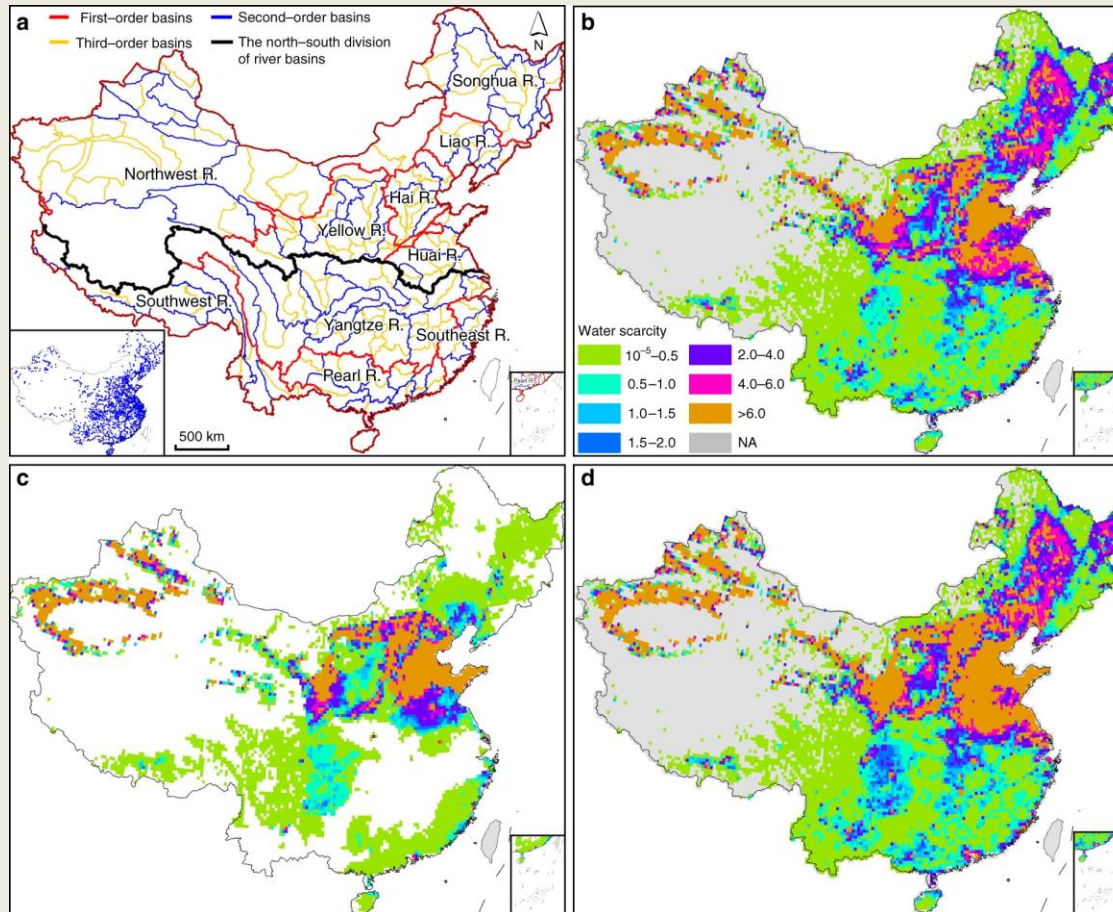 a
First–order basins
Second–order basins
Third–order basins
The north–south division
of river basins
N
Songhua R.
Liao R.
Northwest R.
Hai R.
Yellow R.
Huai R.
Southwest R.
Yangtze R.
Southeast R.
Pearl R.
Pearl R.
500 km
b
Water scarcity
10⁻⁵–0.5
2.0–4.0
0.5–1.0
4.0–6.0
1.0–1.5
>6.0
1.5–2.0
NA
c
d